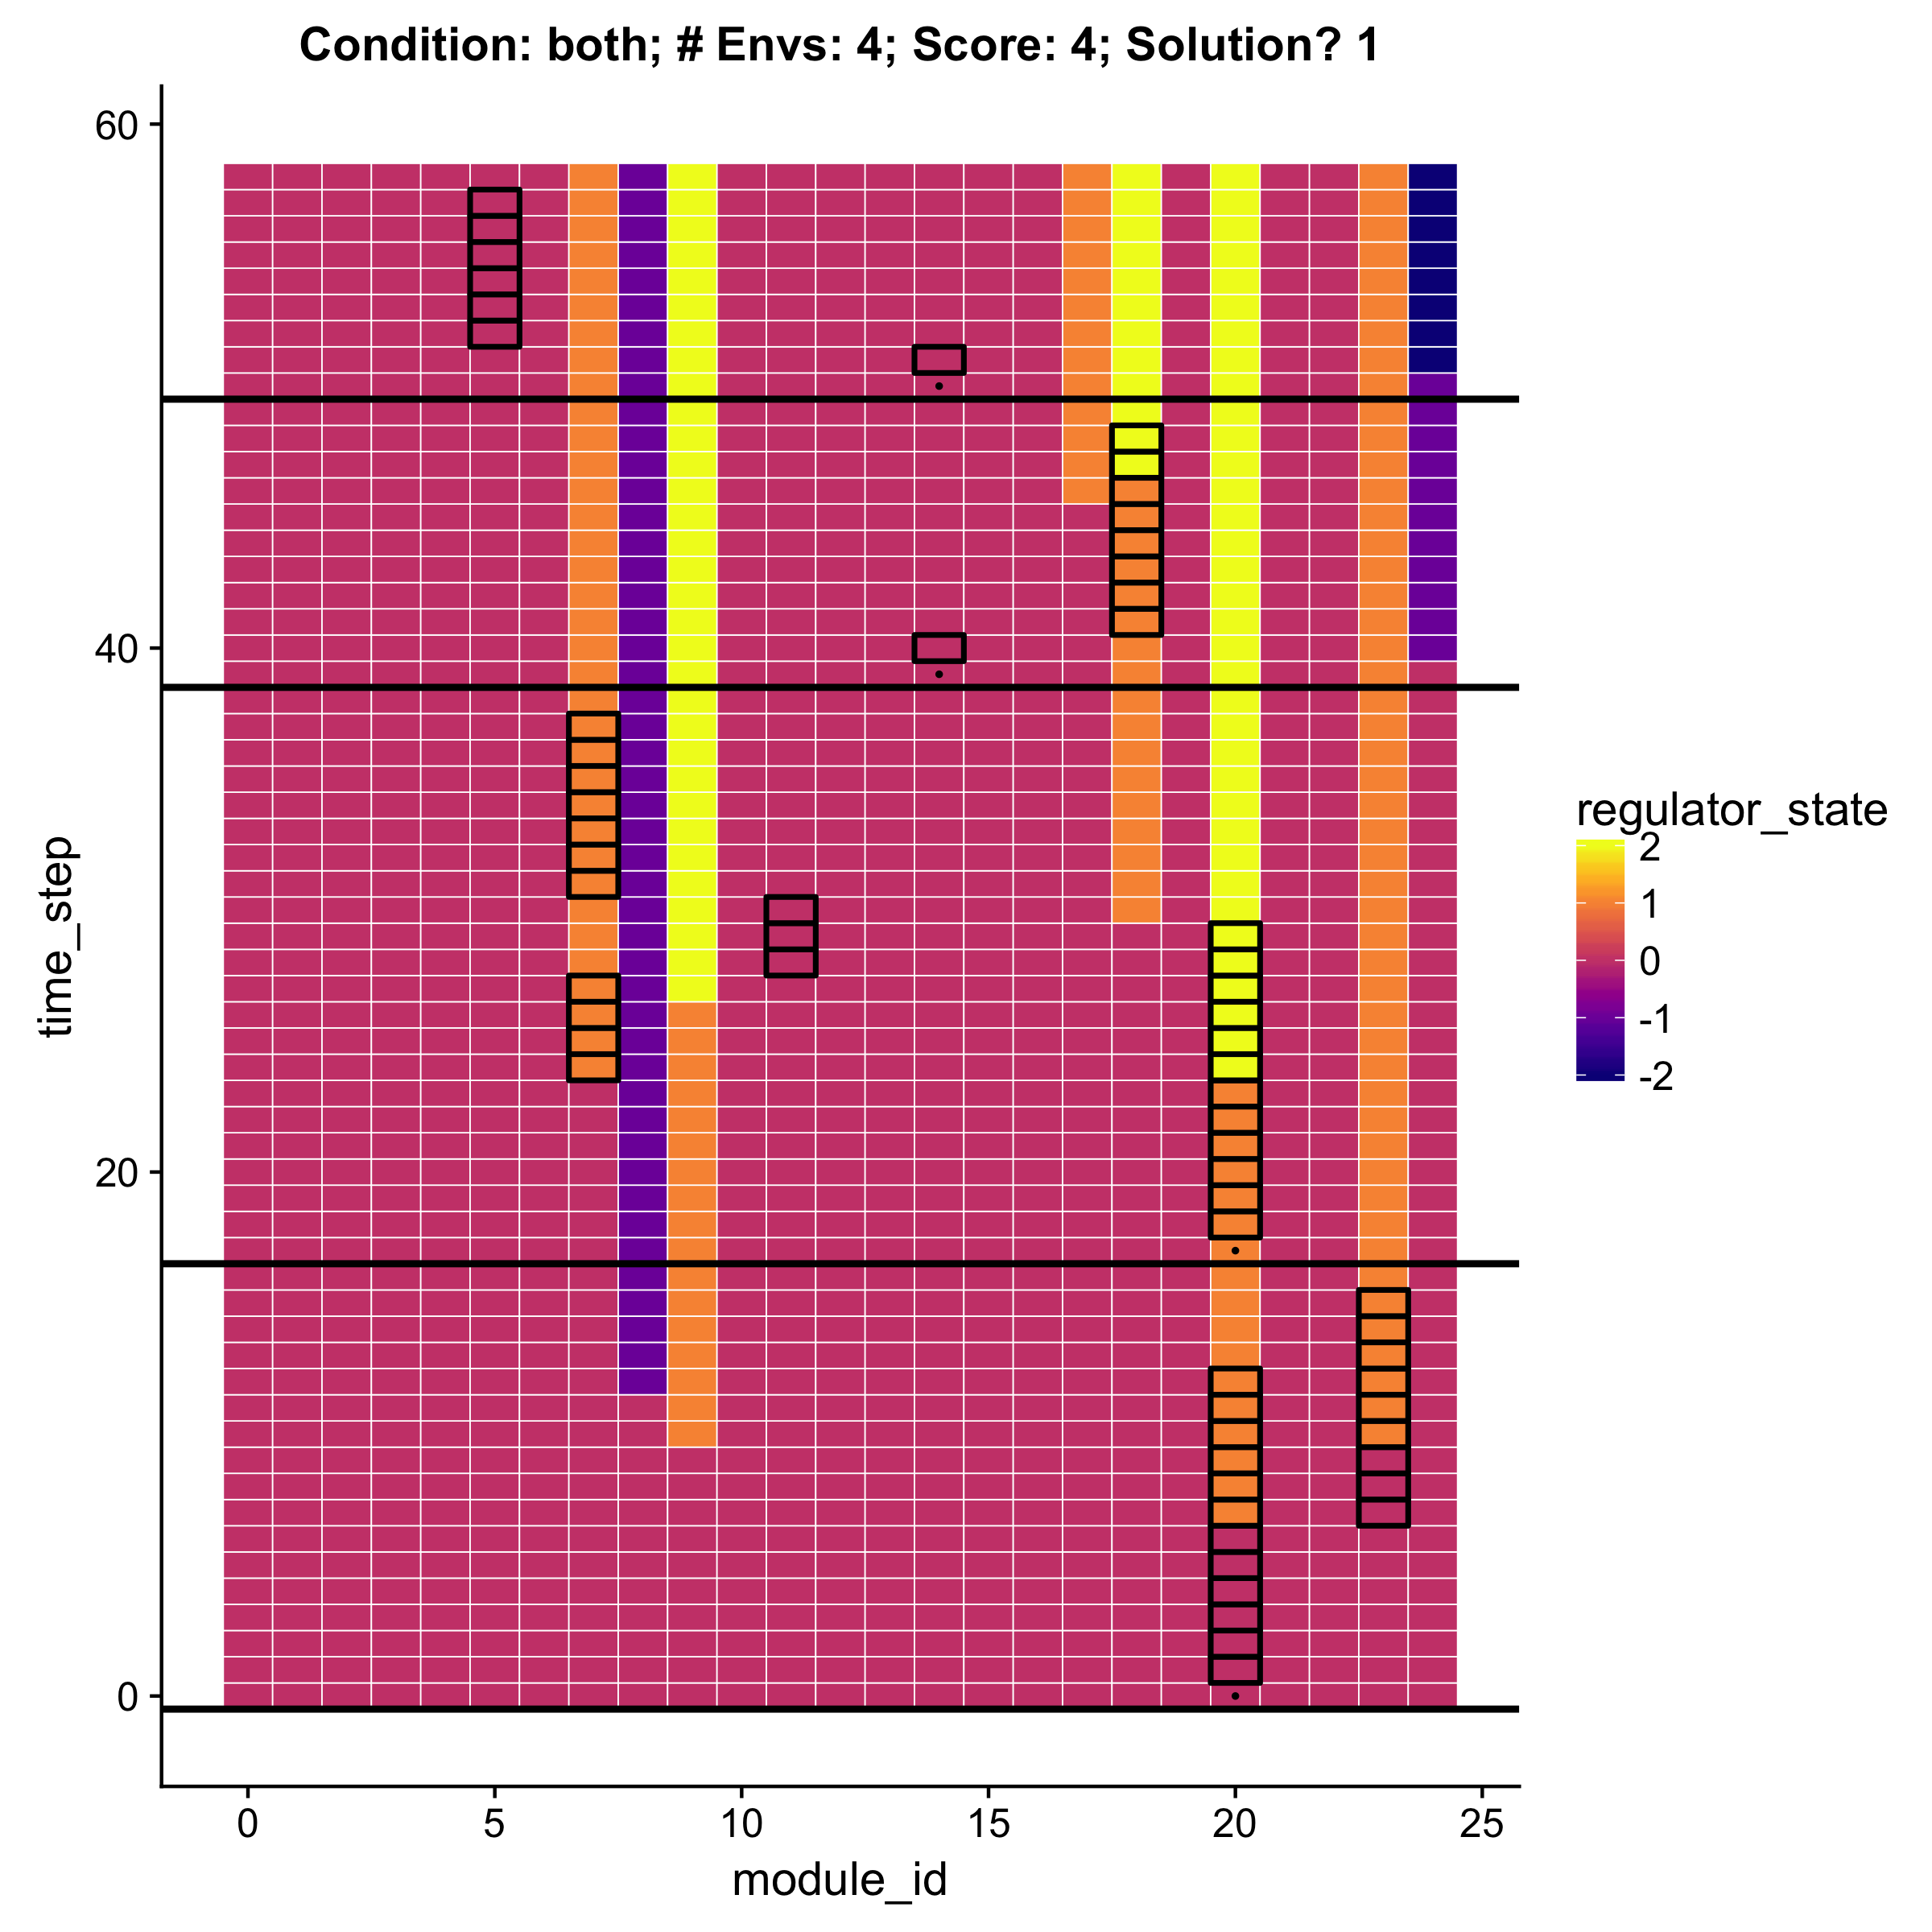 Condition: both; # Envs: 4; Score: 4; Solution? 1
60
40
20
0
time_step
0 5 10 15 20 25
module_id
regulator_state
2
1
0
-1
-2